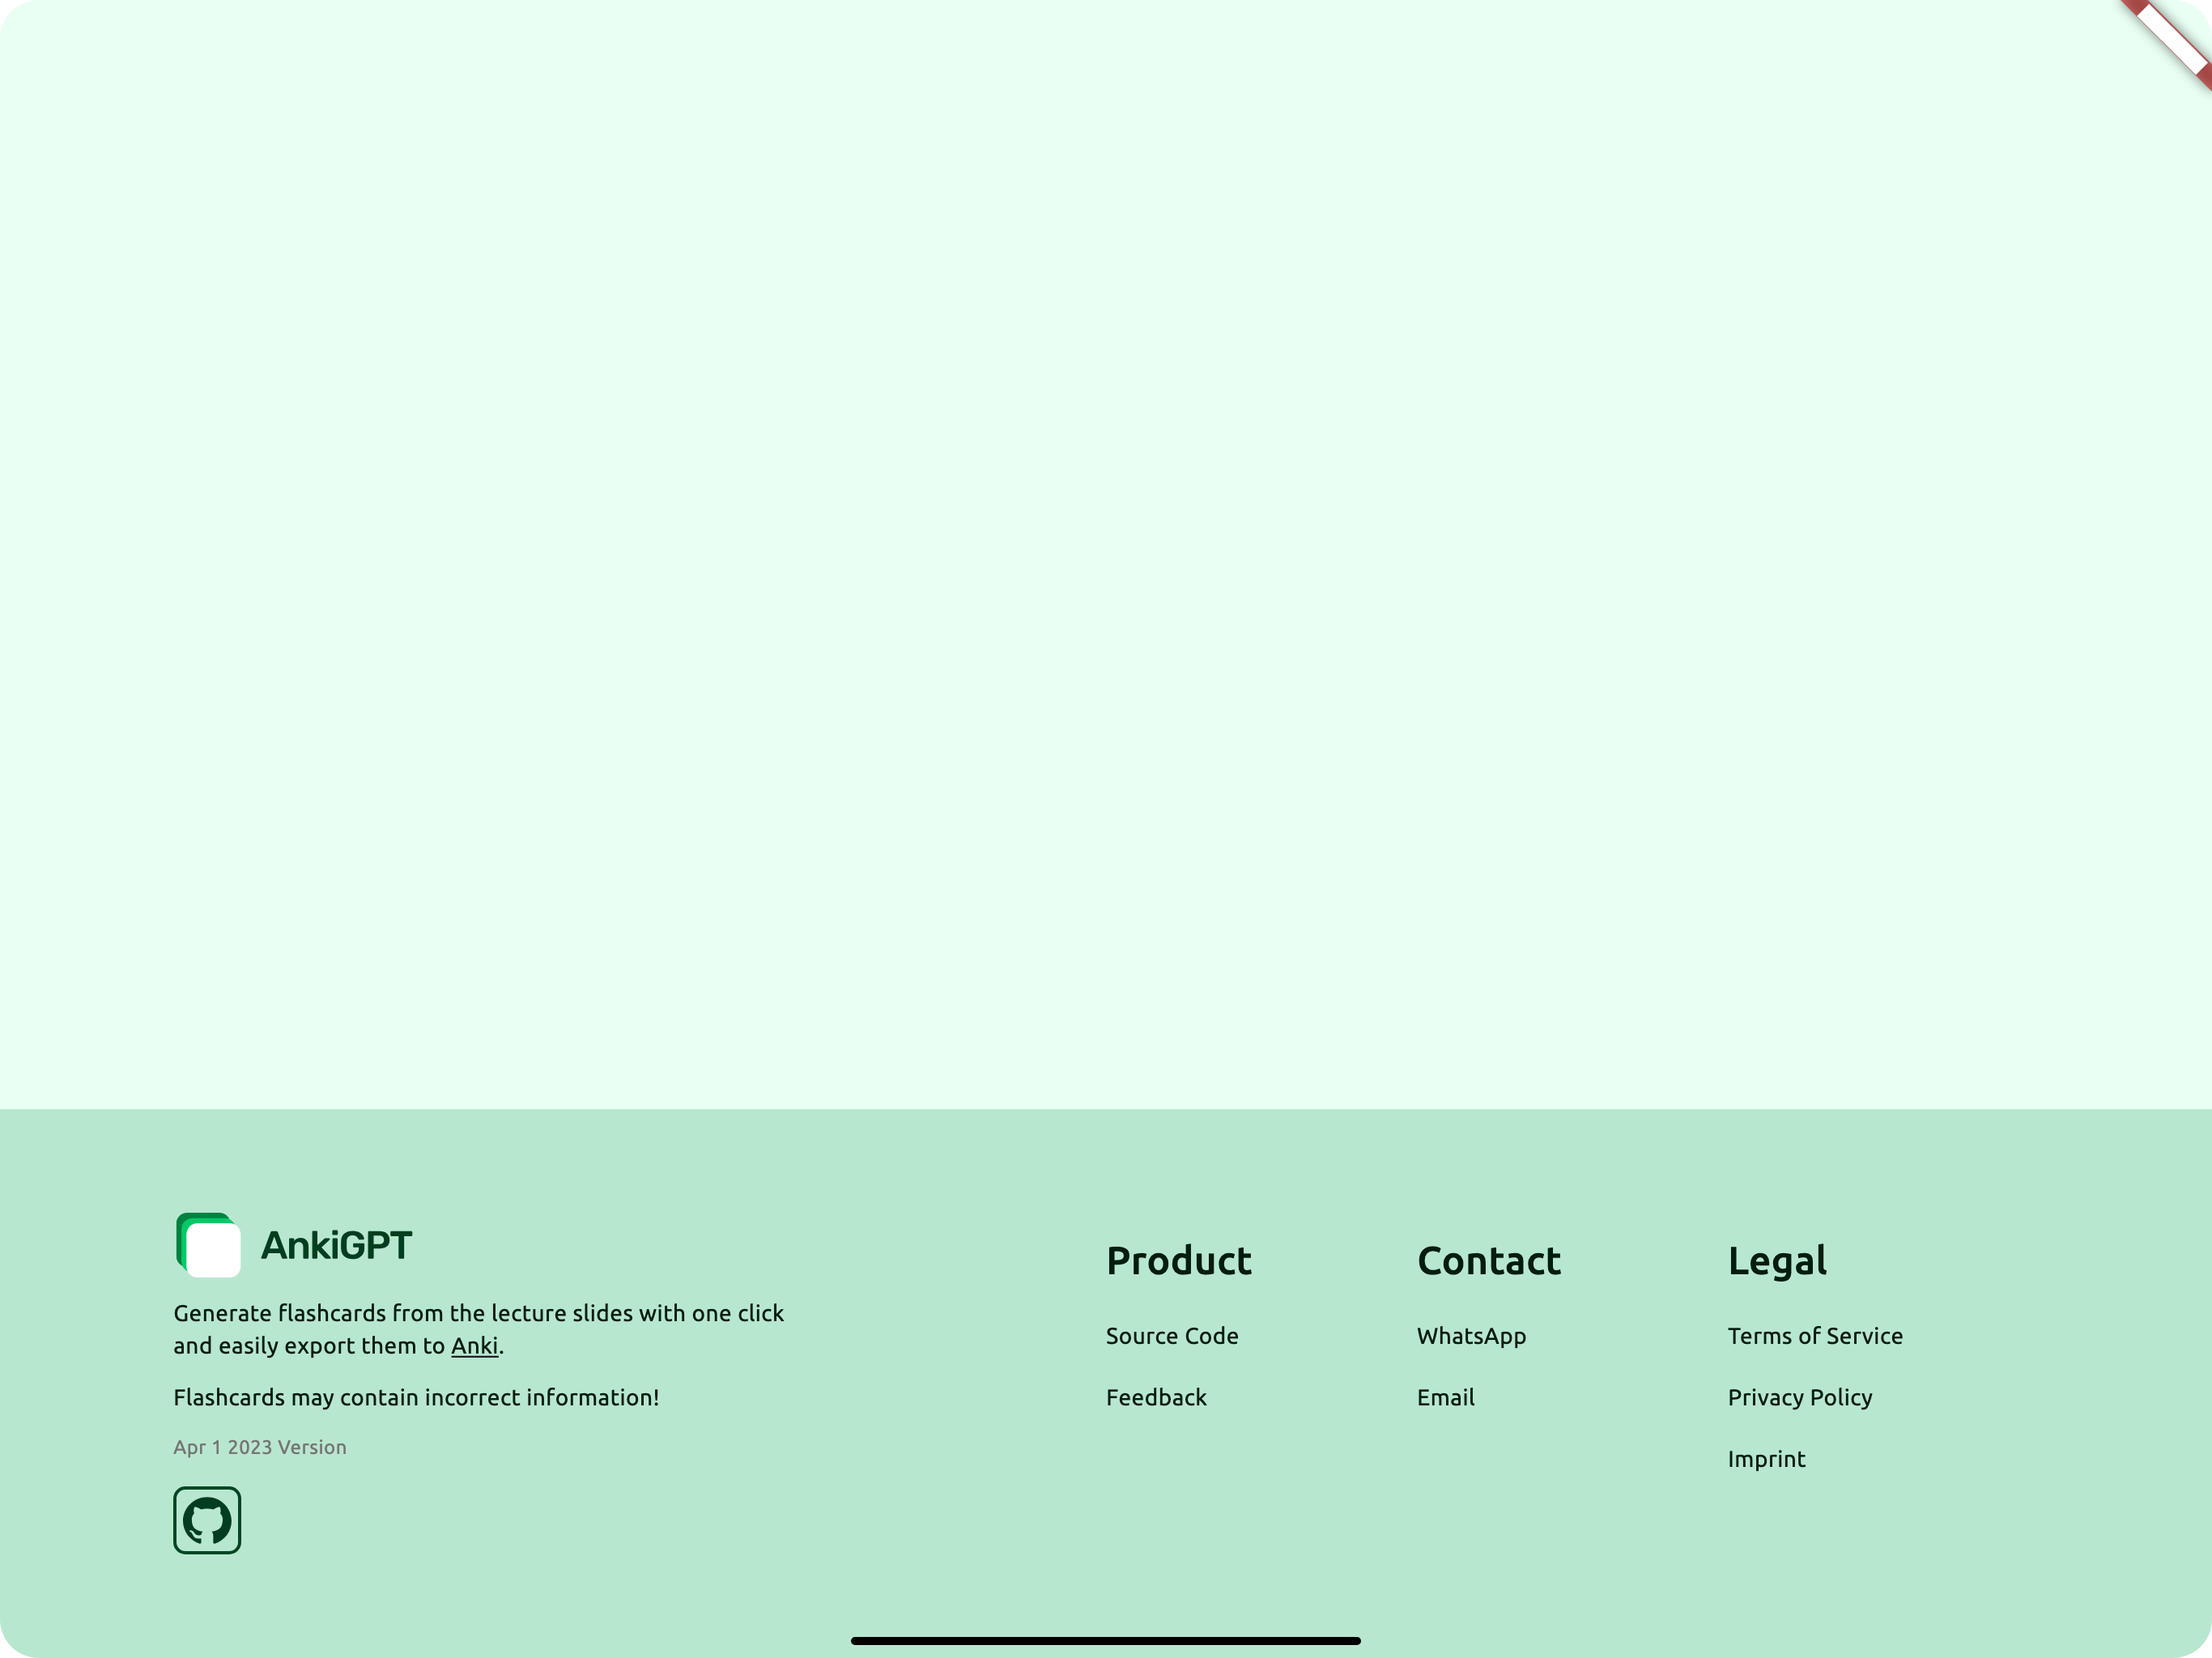 AnkiGPT
Generate flashcards from the lecture slides with one click
and easily export them to Anki.
Flashcards may contain incorrect information!
Apr 1 2023 Version
Product
Source Code
Feedback
Contact
WhatsApp
Email
Legal
Terms of Service
Privacy Policy
Imprint